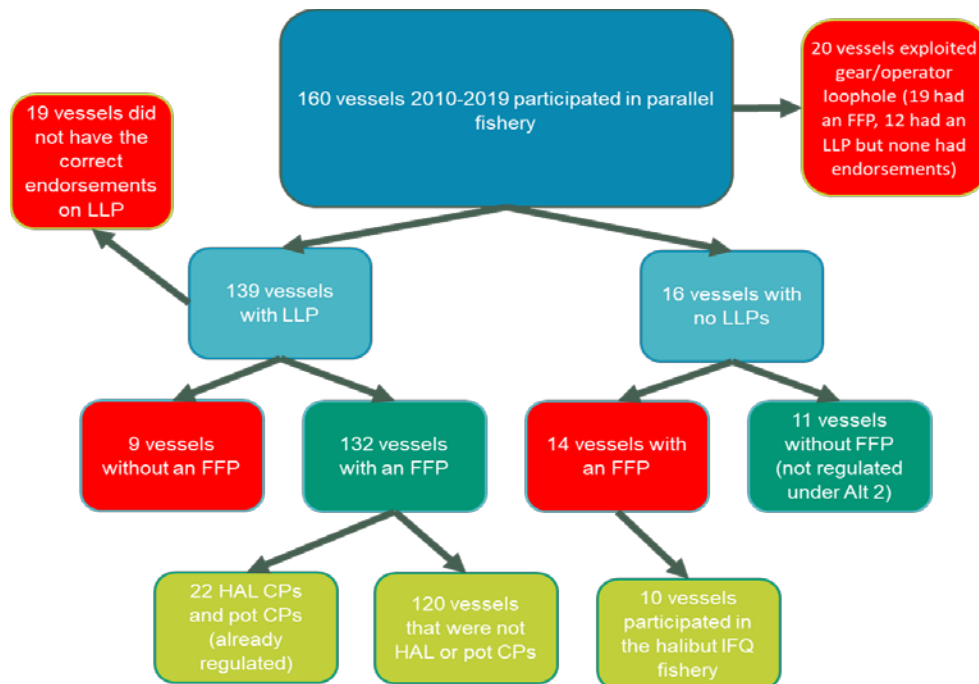 160 vessels 2010-2019 participated in parallel
fishery
20 vessels exploited
gear/operator
loophole (19 had
an FFP, 12 had an
LLP but none had
endorsements)
19 vessels did
not have the
correct
endorsements
on LLP
139 vessels
with LLP
16 vessels with
no LLPs
9 vessels
without an FFP
132 vessels
with an FFP
14 vessels with
an FFP
11 vessels
without FFP
(not regulated
under Alt 2)
22 HAL CPs
and pot CPs
(already
regulated)
120 vessels
that were not
HAL or pot CPs
10 vessels
participated in
the halibut IFQ
fishery